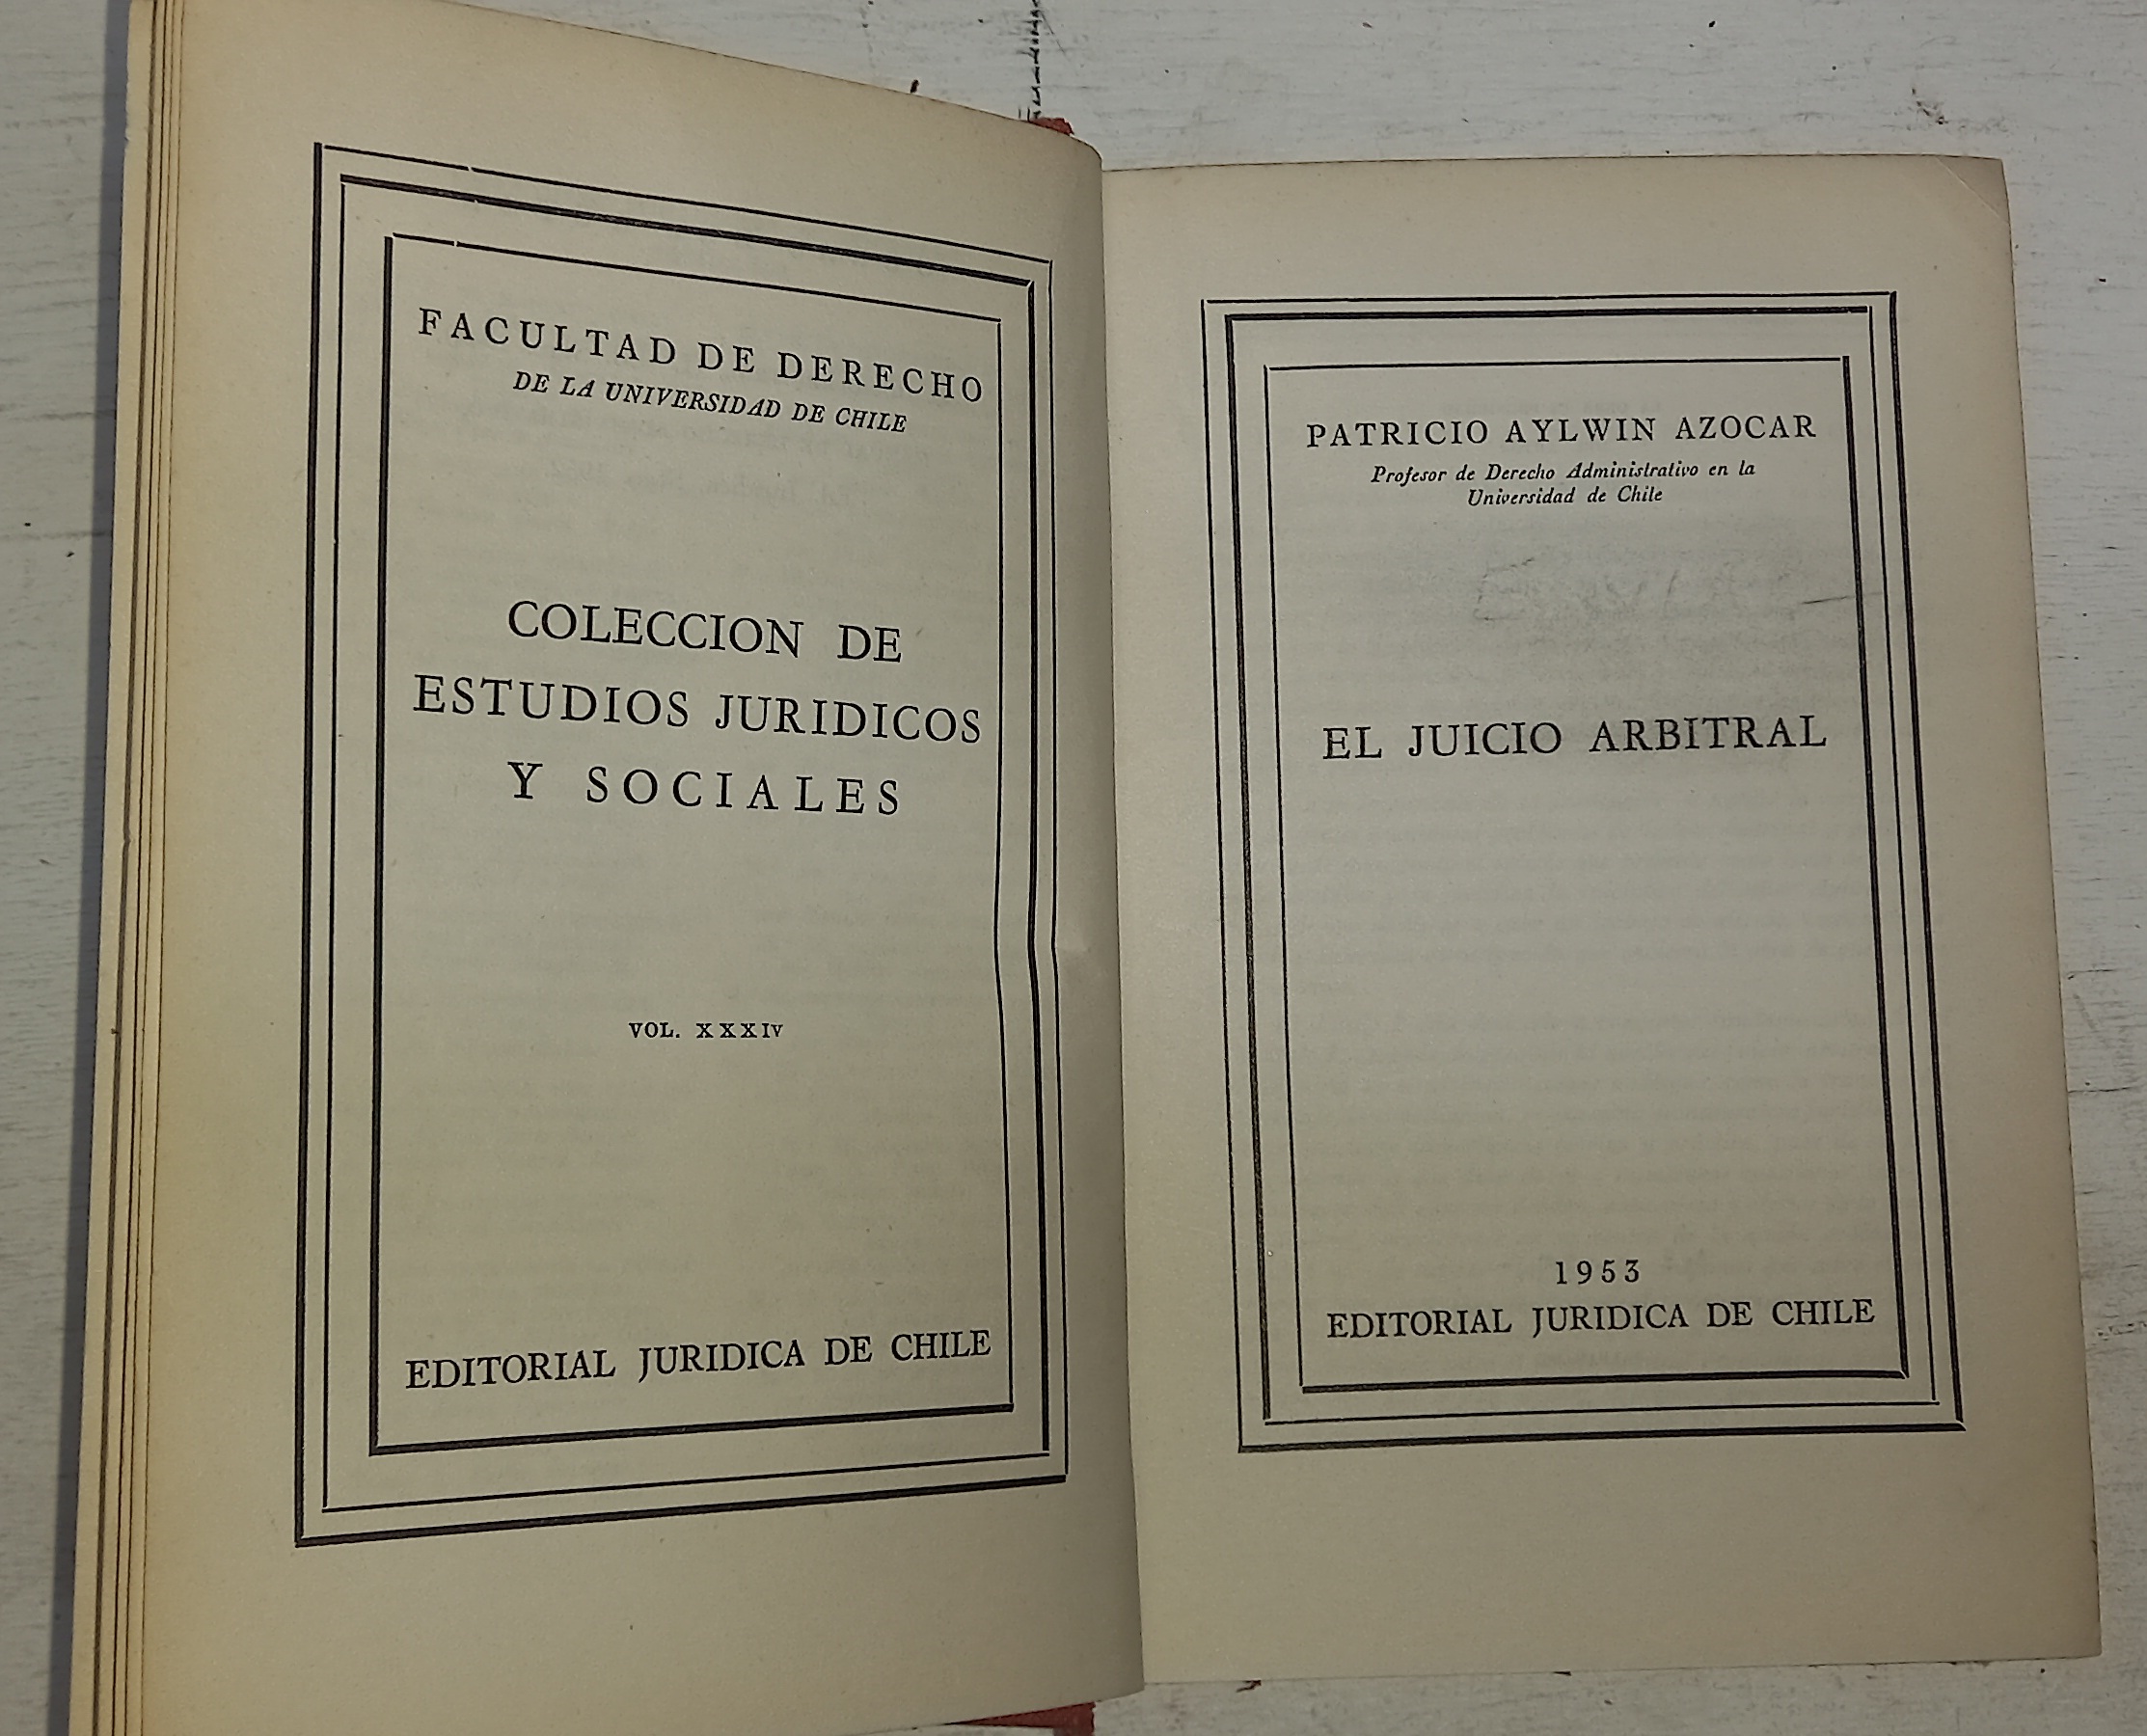 FACULTAD DE DERECHO
DE LA UNIVERSIDAD DE CHILE
COLECCION DE
ESTUDIOS JURIDICOS
Y SOCIALES
VOL. XXXIV
EDITORIAL JURIDICA DE CHILE
PATRICIO AYLWIN AZOCAR
Profesor de Derecho Administrativo en la
Universidad de Chile
EL JUICIO ARBITRAL
1953
EDITORIAL JURIDICA DE CHILE